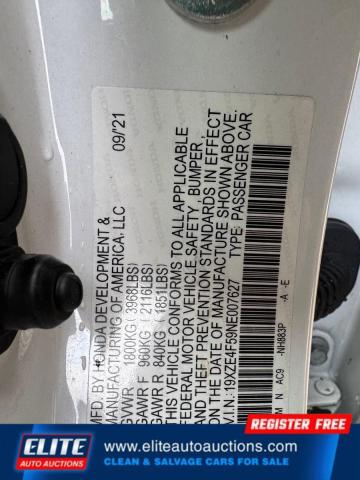 MFD. BY HONDA DEVELOPMENT &
MANUFACTURING OF AMERICA, LLC 09/'21
GVWR 1800KG ( 3968LBS)
GAWR F 960KG ( 2116LBS)
GAWR R 840KG ( 1851LBS)
THIS VEHICLE CONFORMS TO ALL APPLICABLE
FEDERAL MOTOR VEHICLE SAFETY, BUMPER,
AND THEFT PREVENTION STANDARDS IN EFFECT
ON THE DATE OF MANUFACTURE SHOWN ABOVE.
V.I.N.:19XZE4F59NE007627 TYPE: PASSENGER CAR
M N AC9 -NH883P -A -E
ELITE
AUTO AUCTIONS
www.eliteautoauctions.com
CLEAN & SALVAGE CARS FOR SALE